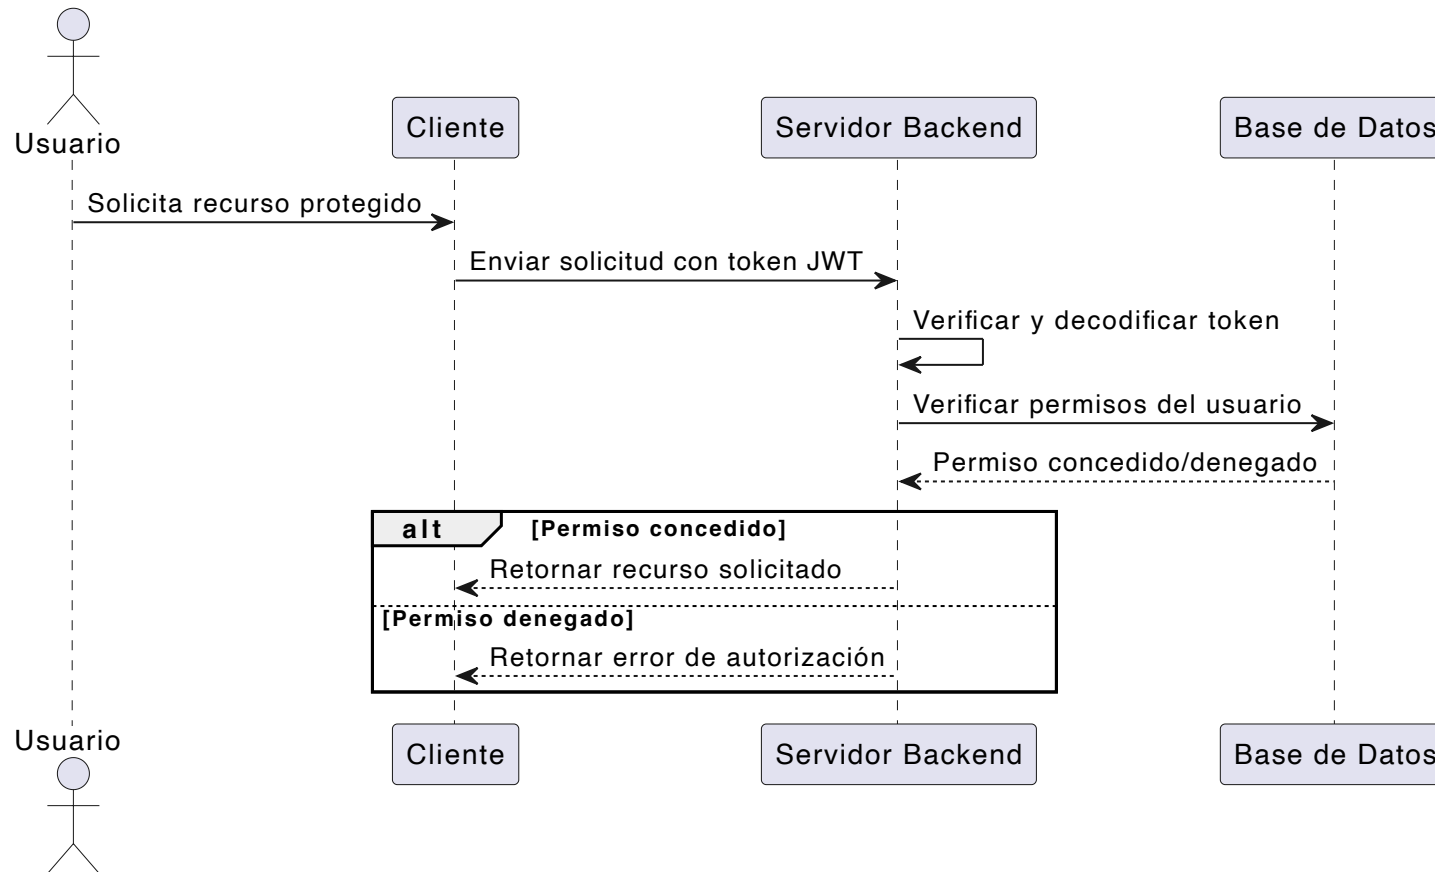 Usuario
Cliente
Servidor Backend
Base de Datos
Solicita recurso protegido
Enviar solicitud con token JWT
Verificar y decodificar token
Verificar permisos del usuario
Permiso concedido/denegado
alt [Permiso concedido]
Retornar recurso solicitado
[Permiso denegado]
Retornar error de autorización
Usuario
Cliente
Servidor Backend
Base de Datos